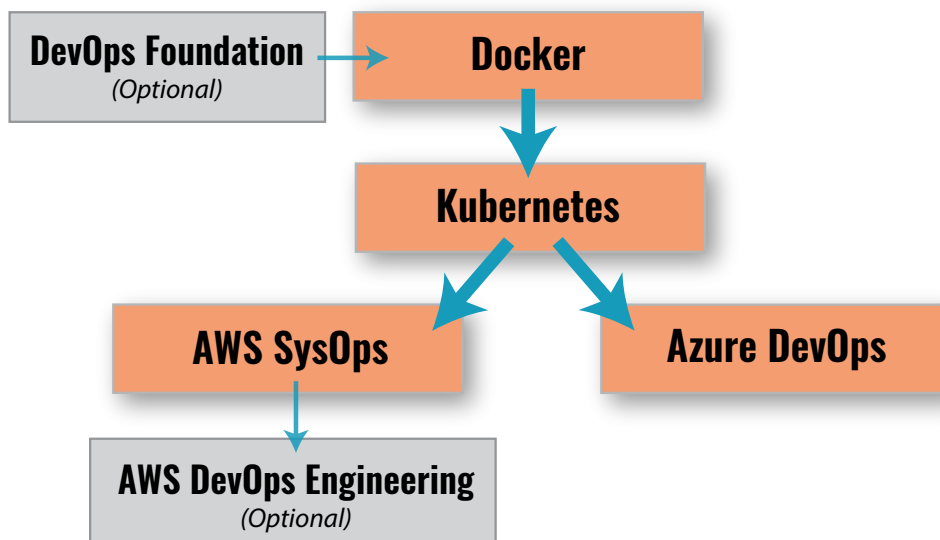 DevOps Foundation
(Optional)
Docker
Kubernetes
AWS SysOps
Azure DevOps
AWS DevOps Engineering
(Optional)